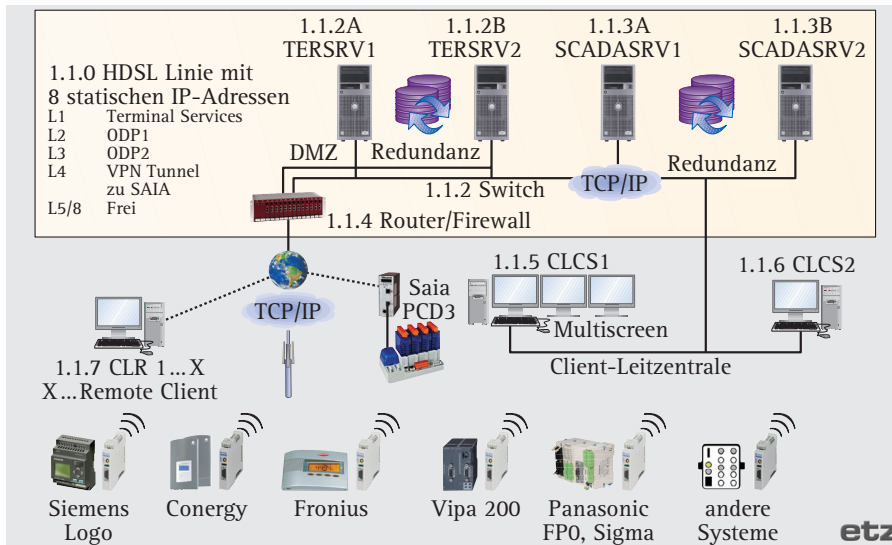 1.1.2A
TERSRV1
1.1.2B
TERSRV2
1.1.3A
SCADASRV1
1.1.3B
SCADASRV2
1.1.0 HDSL Linie mit
8 statischen IP-Adressen
L1 Terminal Services
L2 ODP1
L3 ODP2
L4 VPN Tunnel
zu SAIA
L5/8 Frei
DMZ
Redundanz
Redundanz
1.1.2 Switch
TCP/IP
1.1.4 Router/Firewall
TCP/IP
Saia
PCD3
1.1.5 CLCS1
1.1.6 CLCS2
Multiscreen
Client-Leitzentrale
1.1.7 CLR 1...X
X...Remote Client
Siemens
Logo
Conergy
Fronius
Vipa 200
Panasonic
FP0, Sigma
andere
Systeme
etz